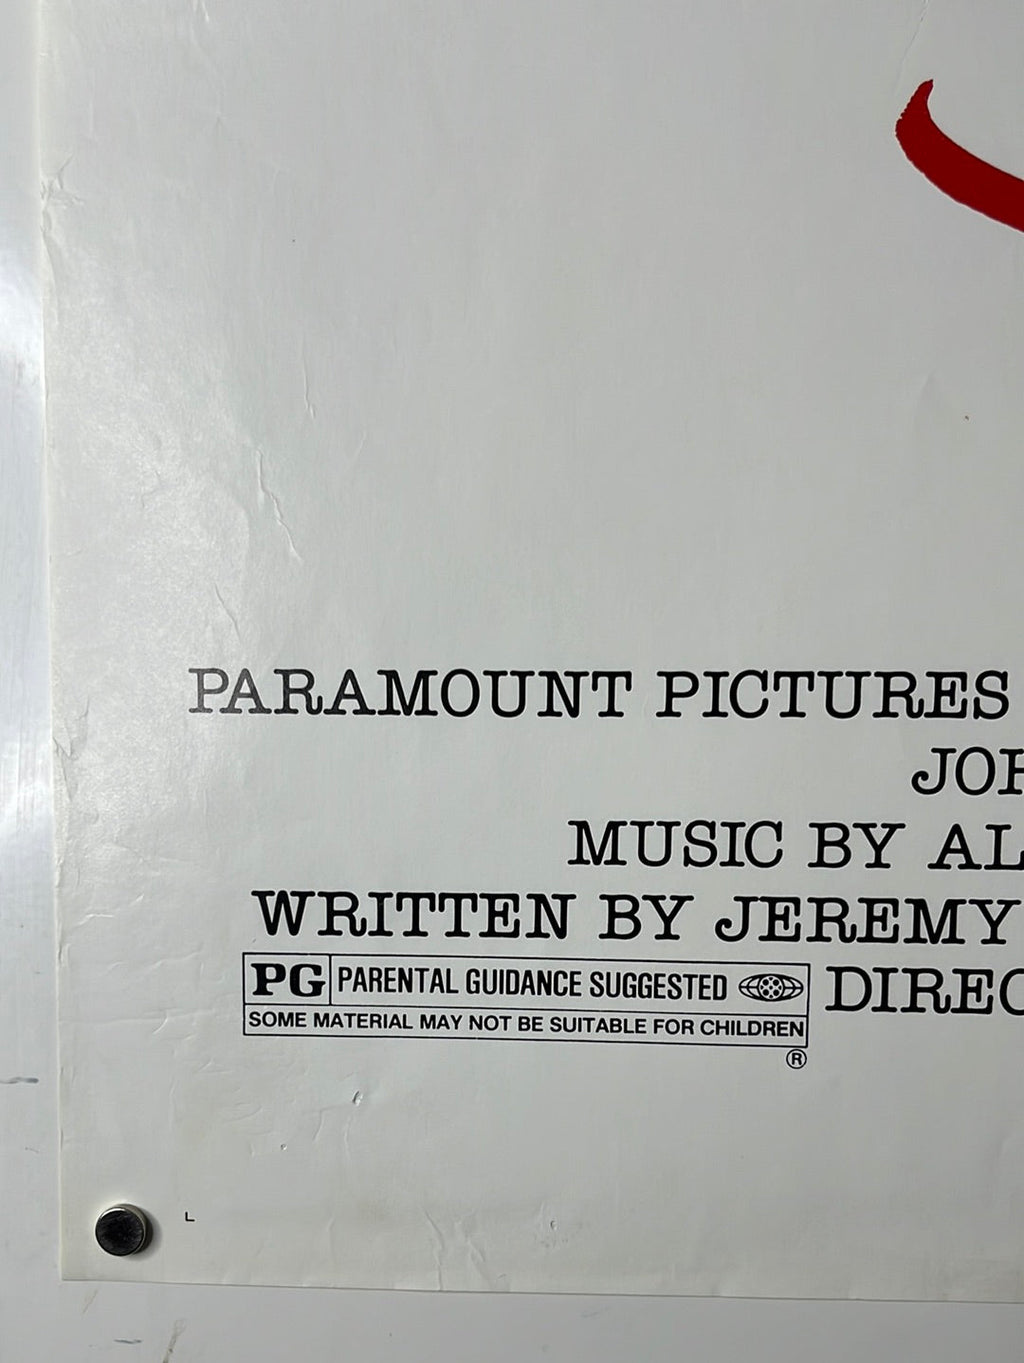 PARAMOUNT PICTURES
JOH
MUSIC BY AL
WRITTEN BY JEREMY
PG PARENTAL GUIDANCE SUGGESTED
DIREC
SOME MATERIAL MAY NOT BE SUITABLE FOR CHILDREN
®
L